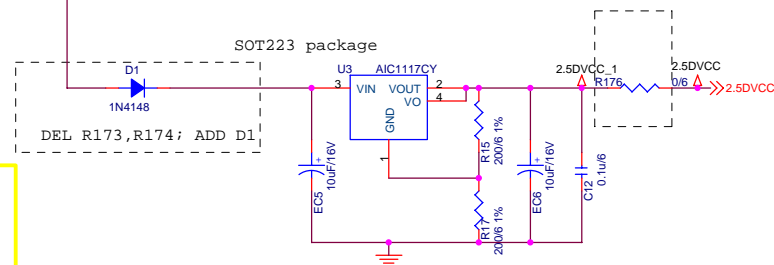 SOT223 package
D1
1N4148
DEL R173,R174; ADD D1
U3
AIC1117CY
3
VIN
VOUT
2
VO
4
GND
1
EC5
10uF/16V
R15
200/6 1%
R17
200/6 1%
EC6
10uF/16V
C12
0.1u/6
2.5DVCC_1
R176
0/6
2.5DVCC
2.5DVCC